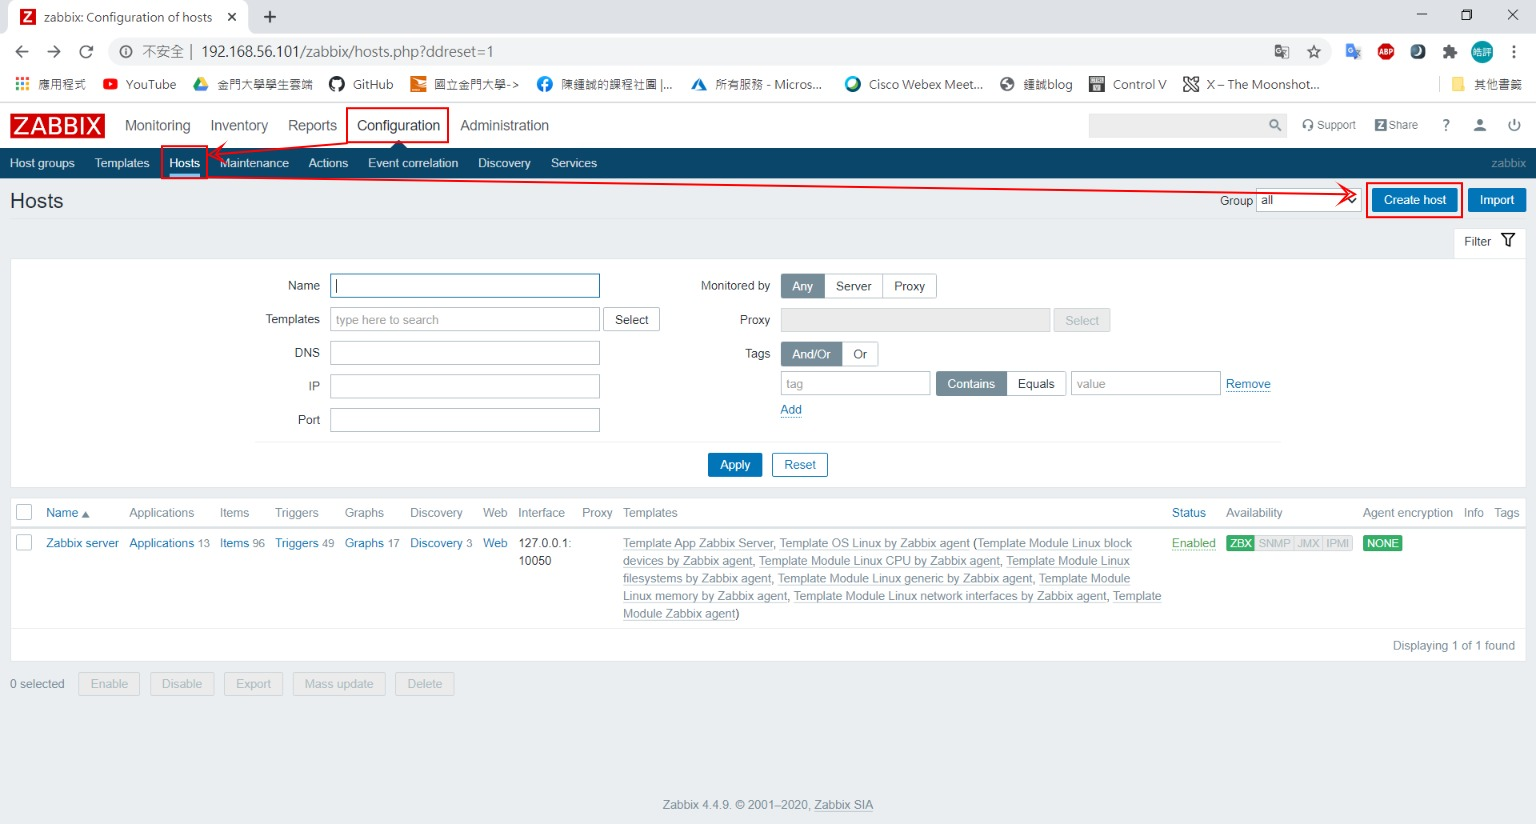 Z zabbix: Configuration of hosts
不安全 | 192.168.56.101/zabbix/hosts.php?ddreset=1
ABP
皓評
應用程式 YouTube 金門大學學生雲端 GitHub 國立金門大學-> 陳鍾誠的課程社團 |... 所有服務 - Micros... Cisco Webex Meet... 鍾誠blog Control V X – The Moonshot... 其他書籤
ZABBIX Monitoring Inventory Reports Configuration Administration Support Z Share ?
Host groups Templates Hosts Maintenance Actions Event correlation Discovery Services zabbix
Hosts Group all Create host Import
Filter
Name Monitored by Any Server Proxy
Templates type here to search Select Proxy Select
DNS Tags And/Or Or
IP tag Contains Equals value Remove
Port Add
Apply Reset
Name Applications Items Triggers Graphs Discovery Web Interface Proxy Templates Status Availability Agent encryption Info Tags
Zabbix server Applications 13 Items 96 Triggers 49 Graphs 17 Discovery 3 Web 127.0.0.1: Template App Zabbix Server, Template OS Linux by Zabbix agent (Template Module Linux block Enabled ZBX SNMP JMX IPMI NONE
10050 devices by Zabbix agent, Template Module Linux CPU by Zabbix agent, Template Module Linux
filesystems by Zabbix agent, Template Module Linux generic by Zabbix agent, Template Module
Linux memory by Zabbix agent, Template Module Linux network interfaces by Zabbix agent, Template
Module Zabbix agent)
Displaying 1 of 1 found
0 selected Enable Disable Export Mass update Delete
Zabbix 4.4.9. © 2001–2020, Zabbix SIA